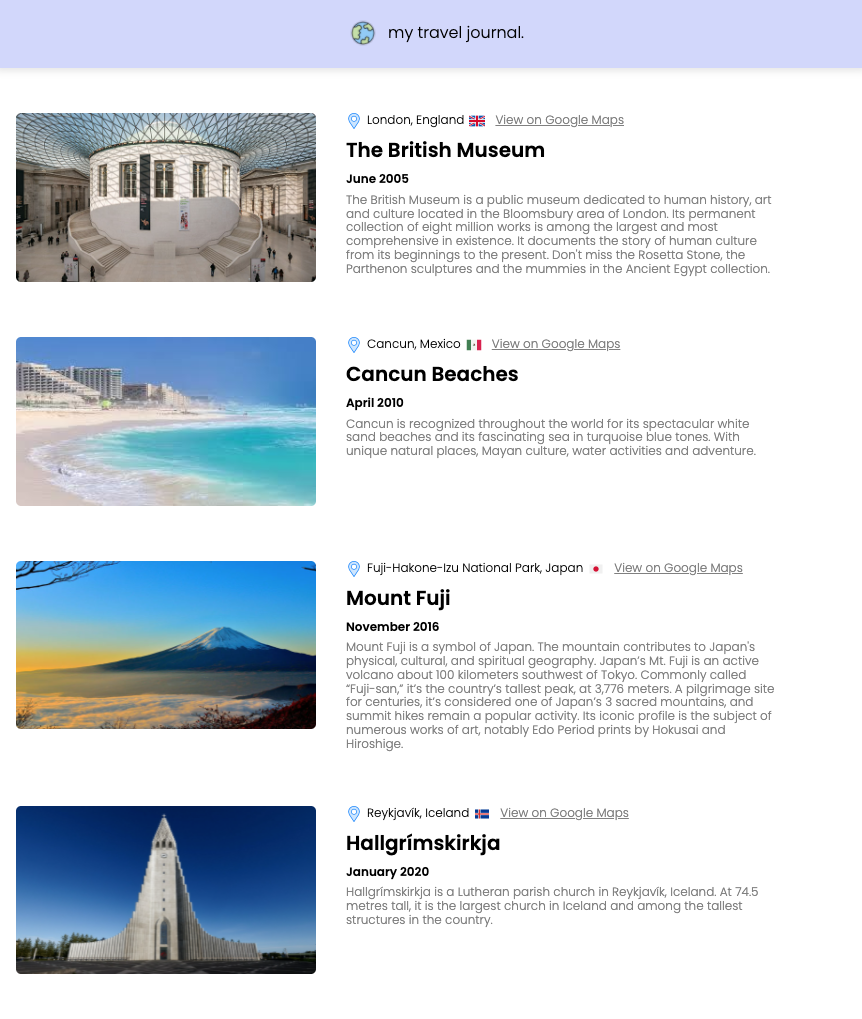 my travel journal.
London, England View on Google Maps
The British Museum
June 2005
The British Museum is a public museum dedicated to human history, art
and culture located in the Bloomsbury area of London. Its permanent
collection of eight million works is among the largest and most
comprehensive in existence. It documents the story of human culture
from its beginnings to the present. Don't miss the Rosetta Stone, the
Parthenon sculptures and the mummies in the Ancient Egypt collection.
Cancun, Mexico View on Google Maps
Cancun Beaches
April 2010
Cancun is recognized throughout the world for its spectacular white
sand beaches and its fascinating sea in turquoise blue tones. With
unique natural places, Mayan culture, water activities and adventure.
Fuji-Hakone-Izu National Park, Japan View on Google Maps
Mount Fuji
November 2016
Mount Fuji is a symbol of Japan. The mountain contributes to Japan's
physical, cultural, and spiritual geography. Japan’s Mt. Fuji is an active
volcano about 100 kilometers southwest of Tokyo. Commonly called
“Fuji-san,” it’s the country’s tallest peak, at 3,776 meters. A pilgrimage site
for centuries, it’s considered one of Japan’s 3 sacred mountains, and
summit hikes remain a popular activity. Its iconic profile is the subject of
numerous works of art, notably Edo Period prints by Hokusai and
Hiroshige.
Reykjavík, Iceland View on Google Maps
Hallgrímskirkja
January 2020
Hallgrímskirkja is a Lutheran parish church in Reykjavík, Iceland. At 74.5
metres tall, it is the largest church in Iceland and among the tallest
structures in the country.